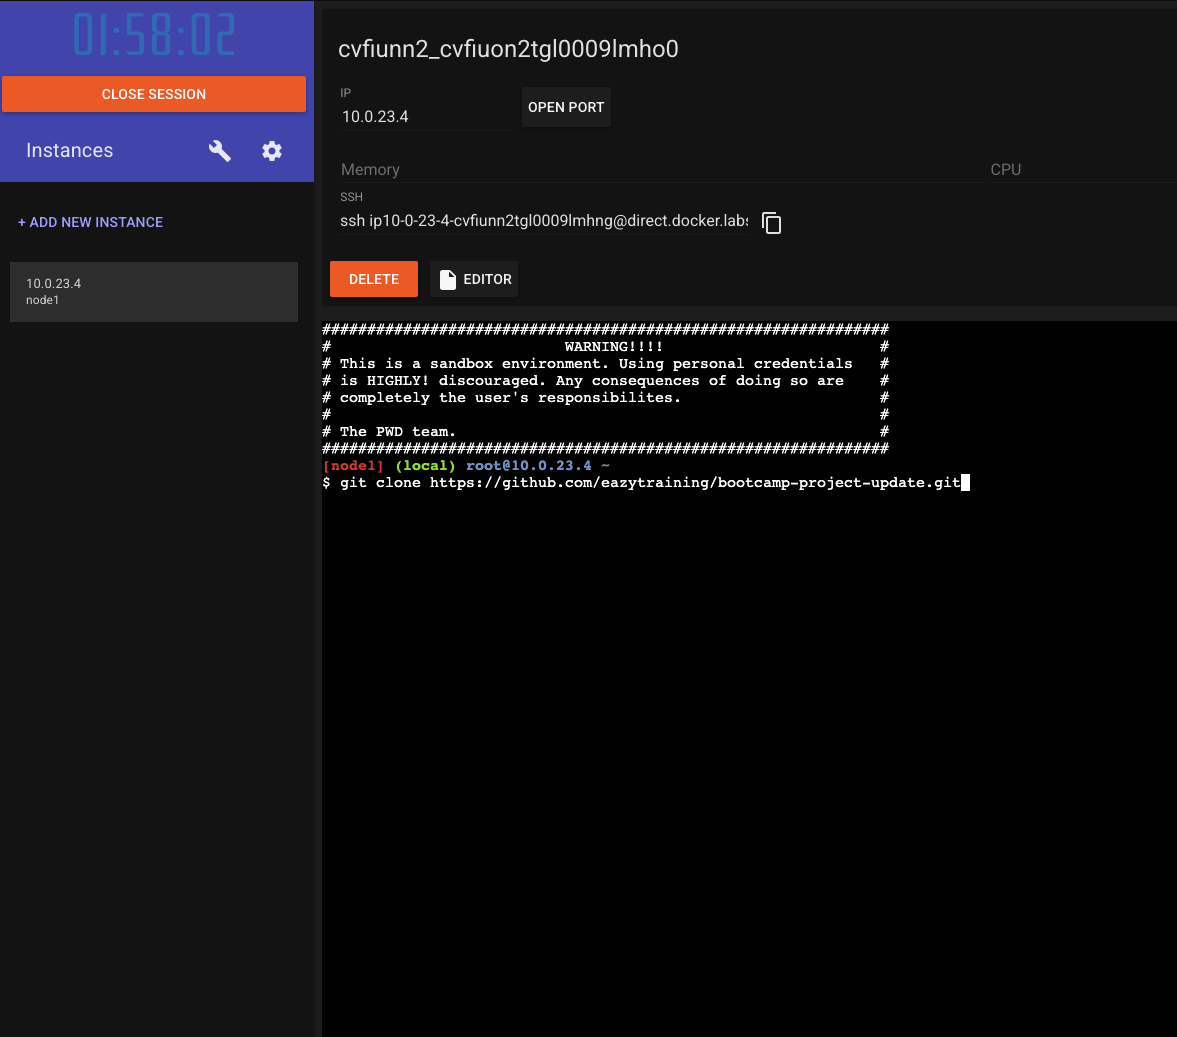 01:58:02
CLOSE SESSION
Instances
+ ADD NEW INSTANCE
10.0.23.4
node1
cvfiunn2_cvfiuon2tgl0009lmho0
IP
10.0.23.4
OPEN PORT
Memory
CPU
SSH
ssh ip10-0-23-4-cvfiunn2tgl0009lmhng@direct.docker.labs
DELETE
EDITOR
###############################################################
#                          WARNING!!!!                        #
# This is a sandbox environment. Using personal credentials   #
# is HIGHLY! discouraged. Any consequences of doing so are    #
# completely the user's responsibilites.                      #
#                                                             #
# The PWD team.                                               #
###############################################################
[node1] (local) root@10.0.23.4 ~
$ git clone https://github.com/eazytraining/bootcamp-project-update.git